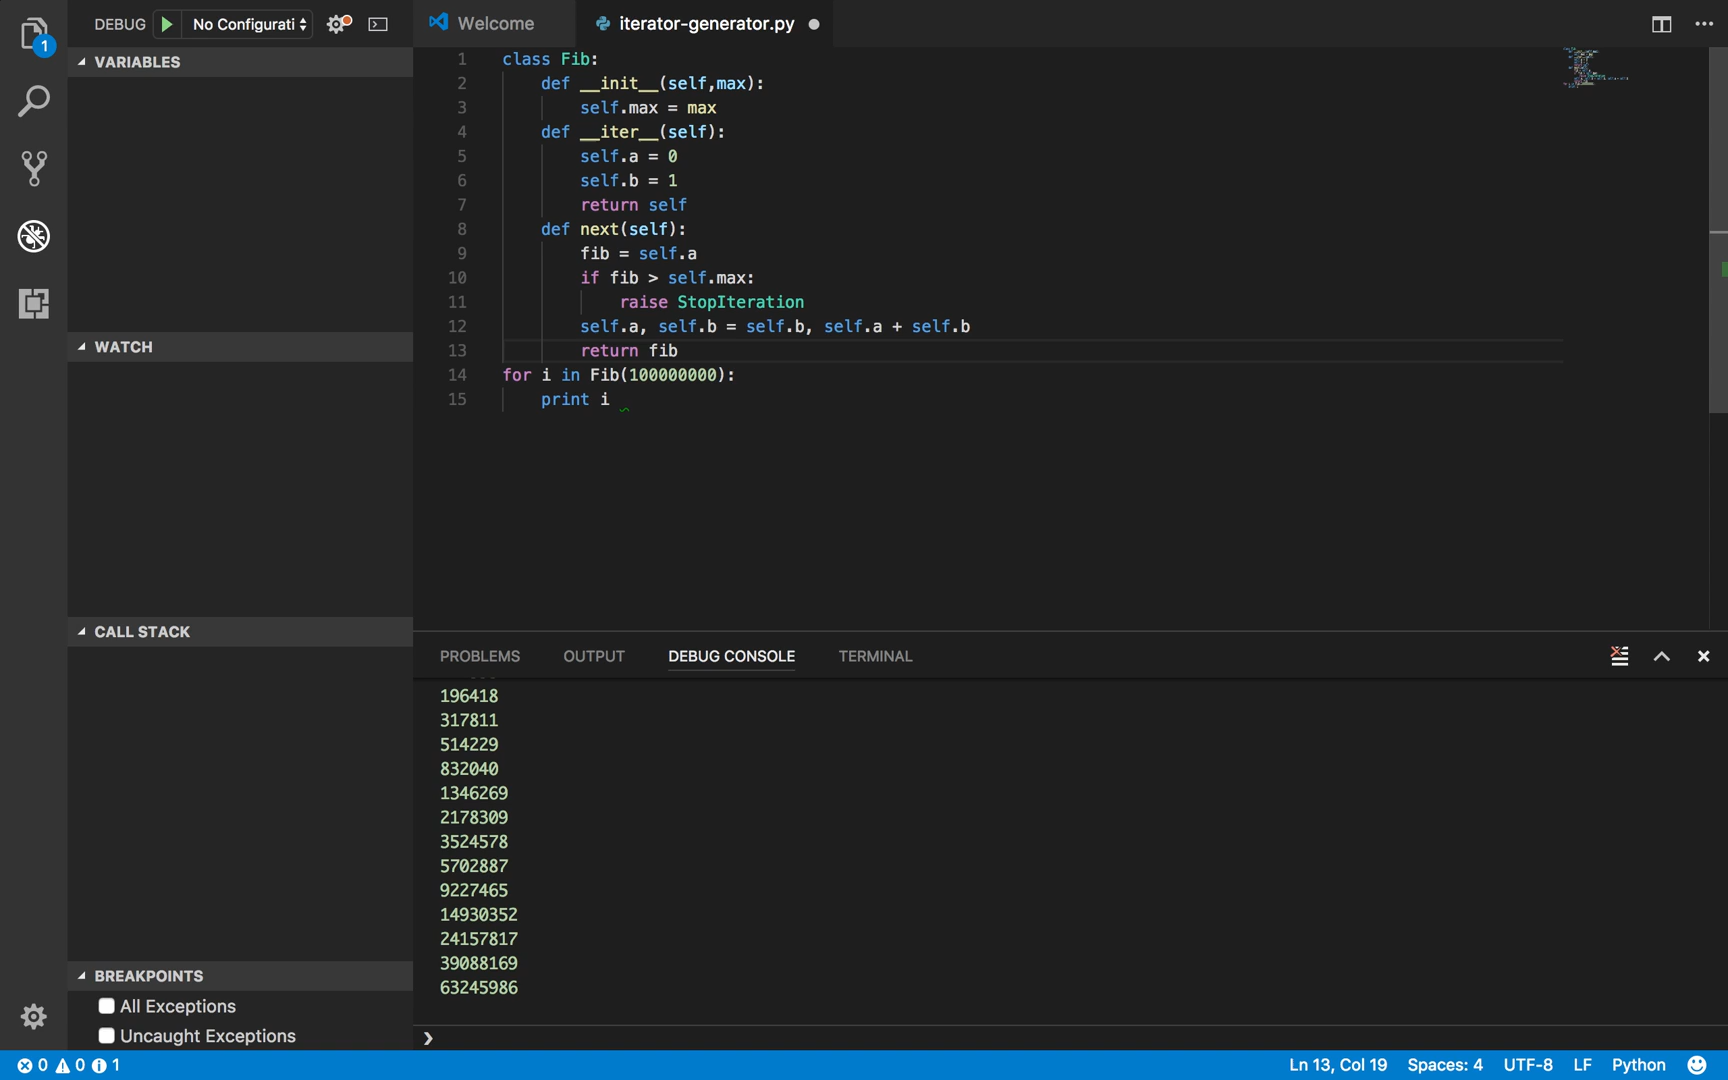 1
DEBUG No Configurati
VARIABLES
WATCH
CALL STACK
BREAKPOINTS
All Exceptions
Uncaught Exceptions
Welcome iterator-generator.py
1 class Fib:
2 def __init__(self,max):
3 self.max = max
4 def __iter__(self):
5 self.a = 0
6 self.b = 1
7 return self
8 def next(self):
9 fib = self.a
10 if fib > self.max:
11 raise StopIteration
12 self.a, self.b = self.b, self.a + self.b
13 return fib
14 for i in Fib(100000000):
15 print i
PROBLEMS OUTPUT DEBUG CONSOLE TERMINAL
196418
317811
514229
832040
1346269
2178309
3524578
5702887
9227465
14930352
24157817
39088169
63245986
0 0 1 Ln 13, Col 19 Spaces: 4 UTF-8 LF Python